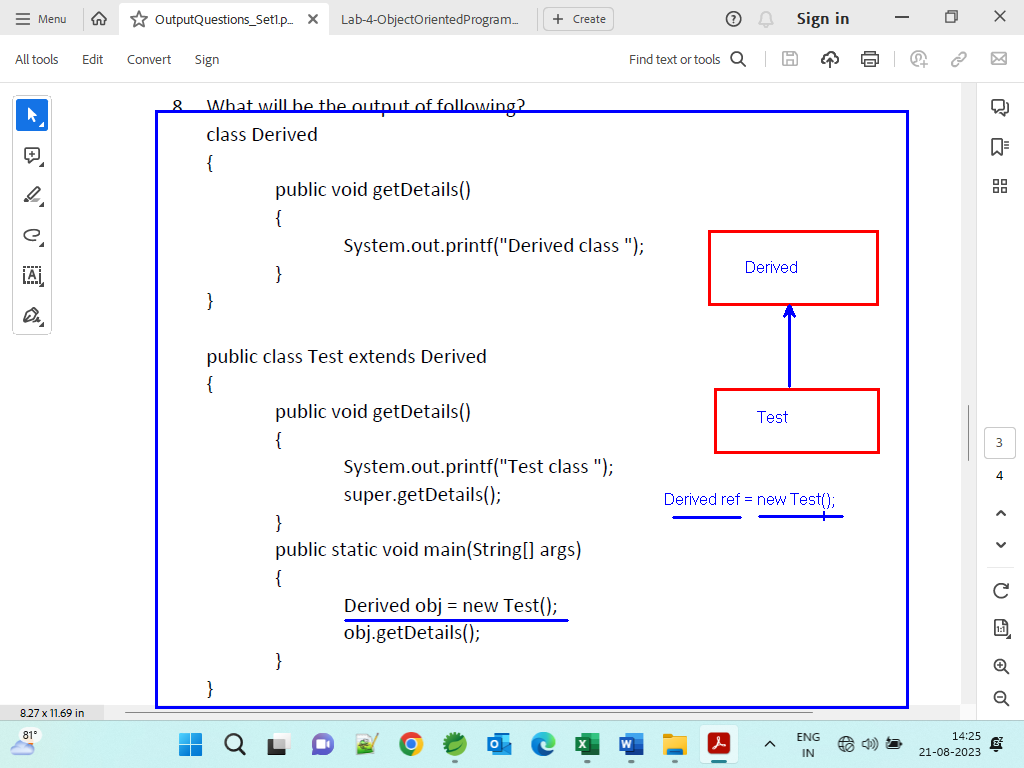 Menu
OutputQuestions_Set1.p...
Lab-4-ObjectOrientedProgram...
Create
Sign in
All tools
Edit
Convert
Sign
Find text or tools
8. What will be the output of following?
class Derived
{
public void getDetails()
{
System.out.printf("Derived class ");
}
}
Derived
public class Test extends Derived
{
public void getDetails()
{
System.out.printf("Test class ");
super.getDetails();
}
Test
Derived ref = new Test();
public static void main(String[] args)
{
Derived obj = new Test();
obj.getDetails();
}
}
3
4
1:1
8.27 x 11.69 in
81°
ENG
IN
14:25
21-08-2023